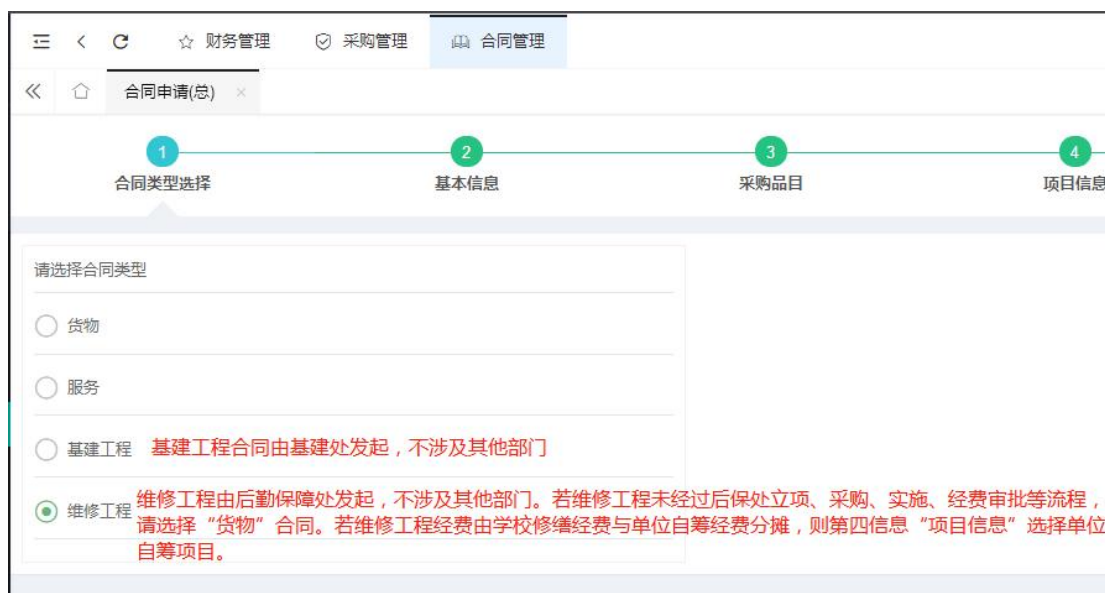 财务管理 采购管理 合同管理
合同申请(总)
1 2 3 4
合同类型选择 基本信息 采购品目 项目信息
请选择合同类型
货物
服务
基建工程 基建工程合同由基建处发起，不涉及其他部门
维修工程 维修工程由后勤保障处发起，不涉及其他部门。若维修工程未经过后保处立项、采购、实施、经费审批等流程，
请选择“货物”合同。若维修工程经费由学校修缮经费与单位自筹经费分摊，则第四信息“项目信息”选择单位
自筹项目。